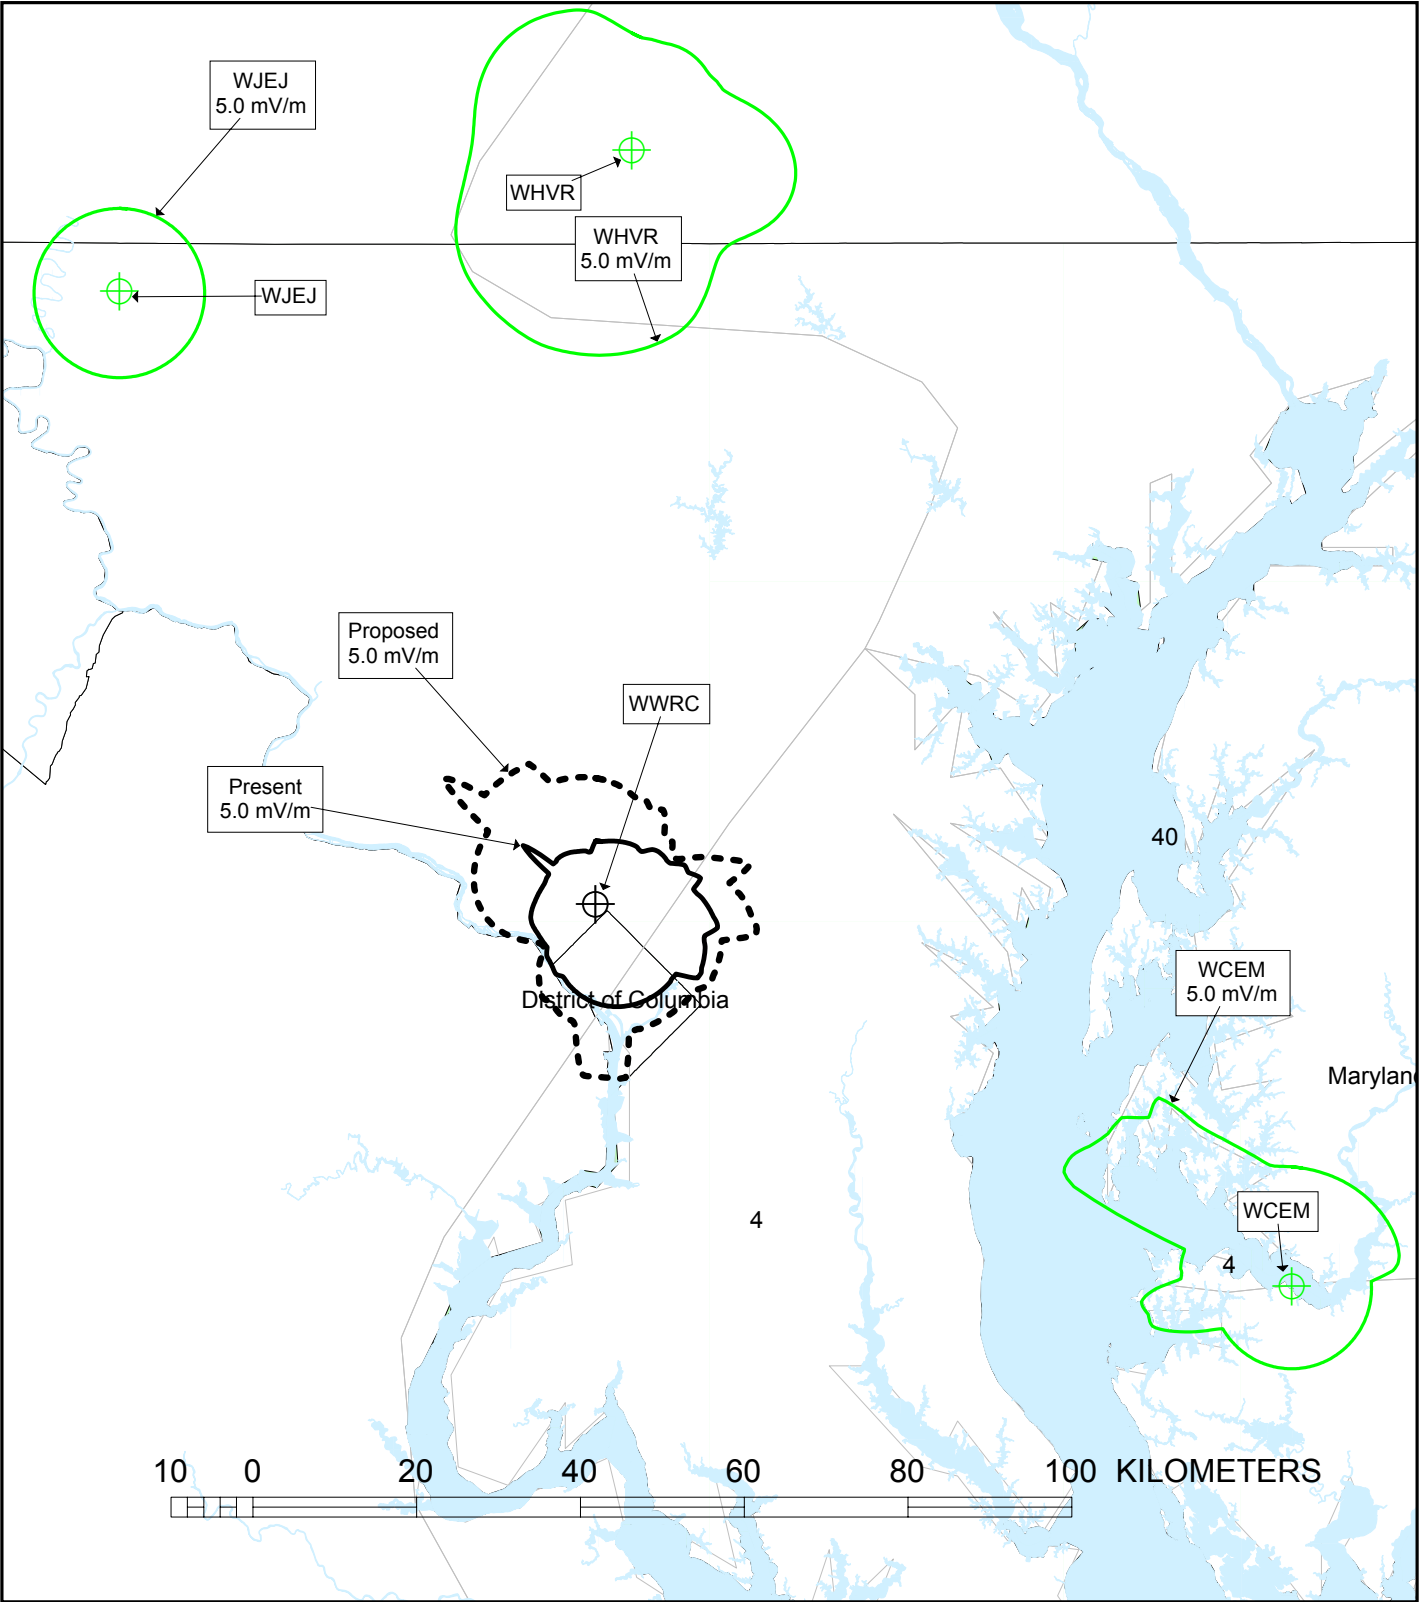 WJEJ
5.0 mV/m
WHVR
WHVR
5.0 mV/m
WJEJ
Proposed
5.0 mV/m
WWRC
Present
5.0 mV/m
40
WCEM
5.0 mV/m
District of Columbia
Marylan
WCEM
4
4
10 0 20 40 60 80 100 KILOMETERS